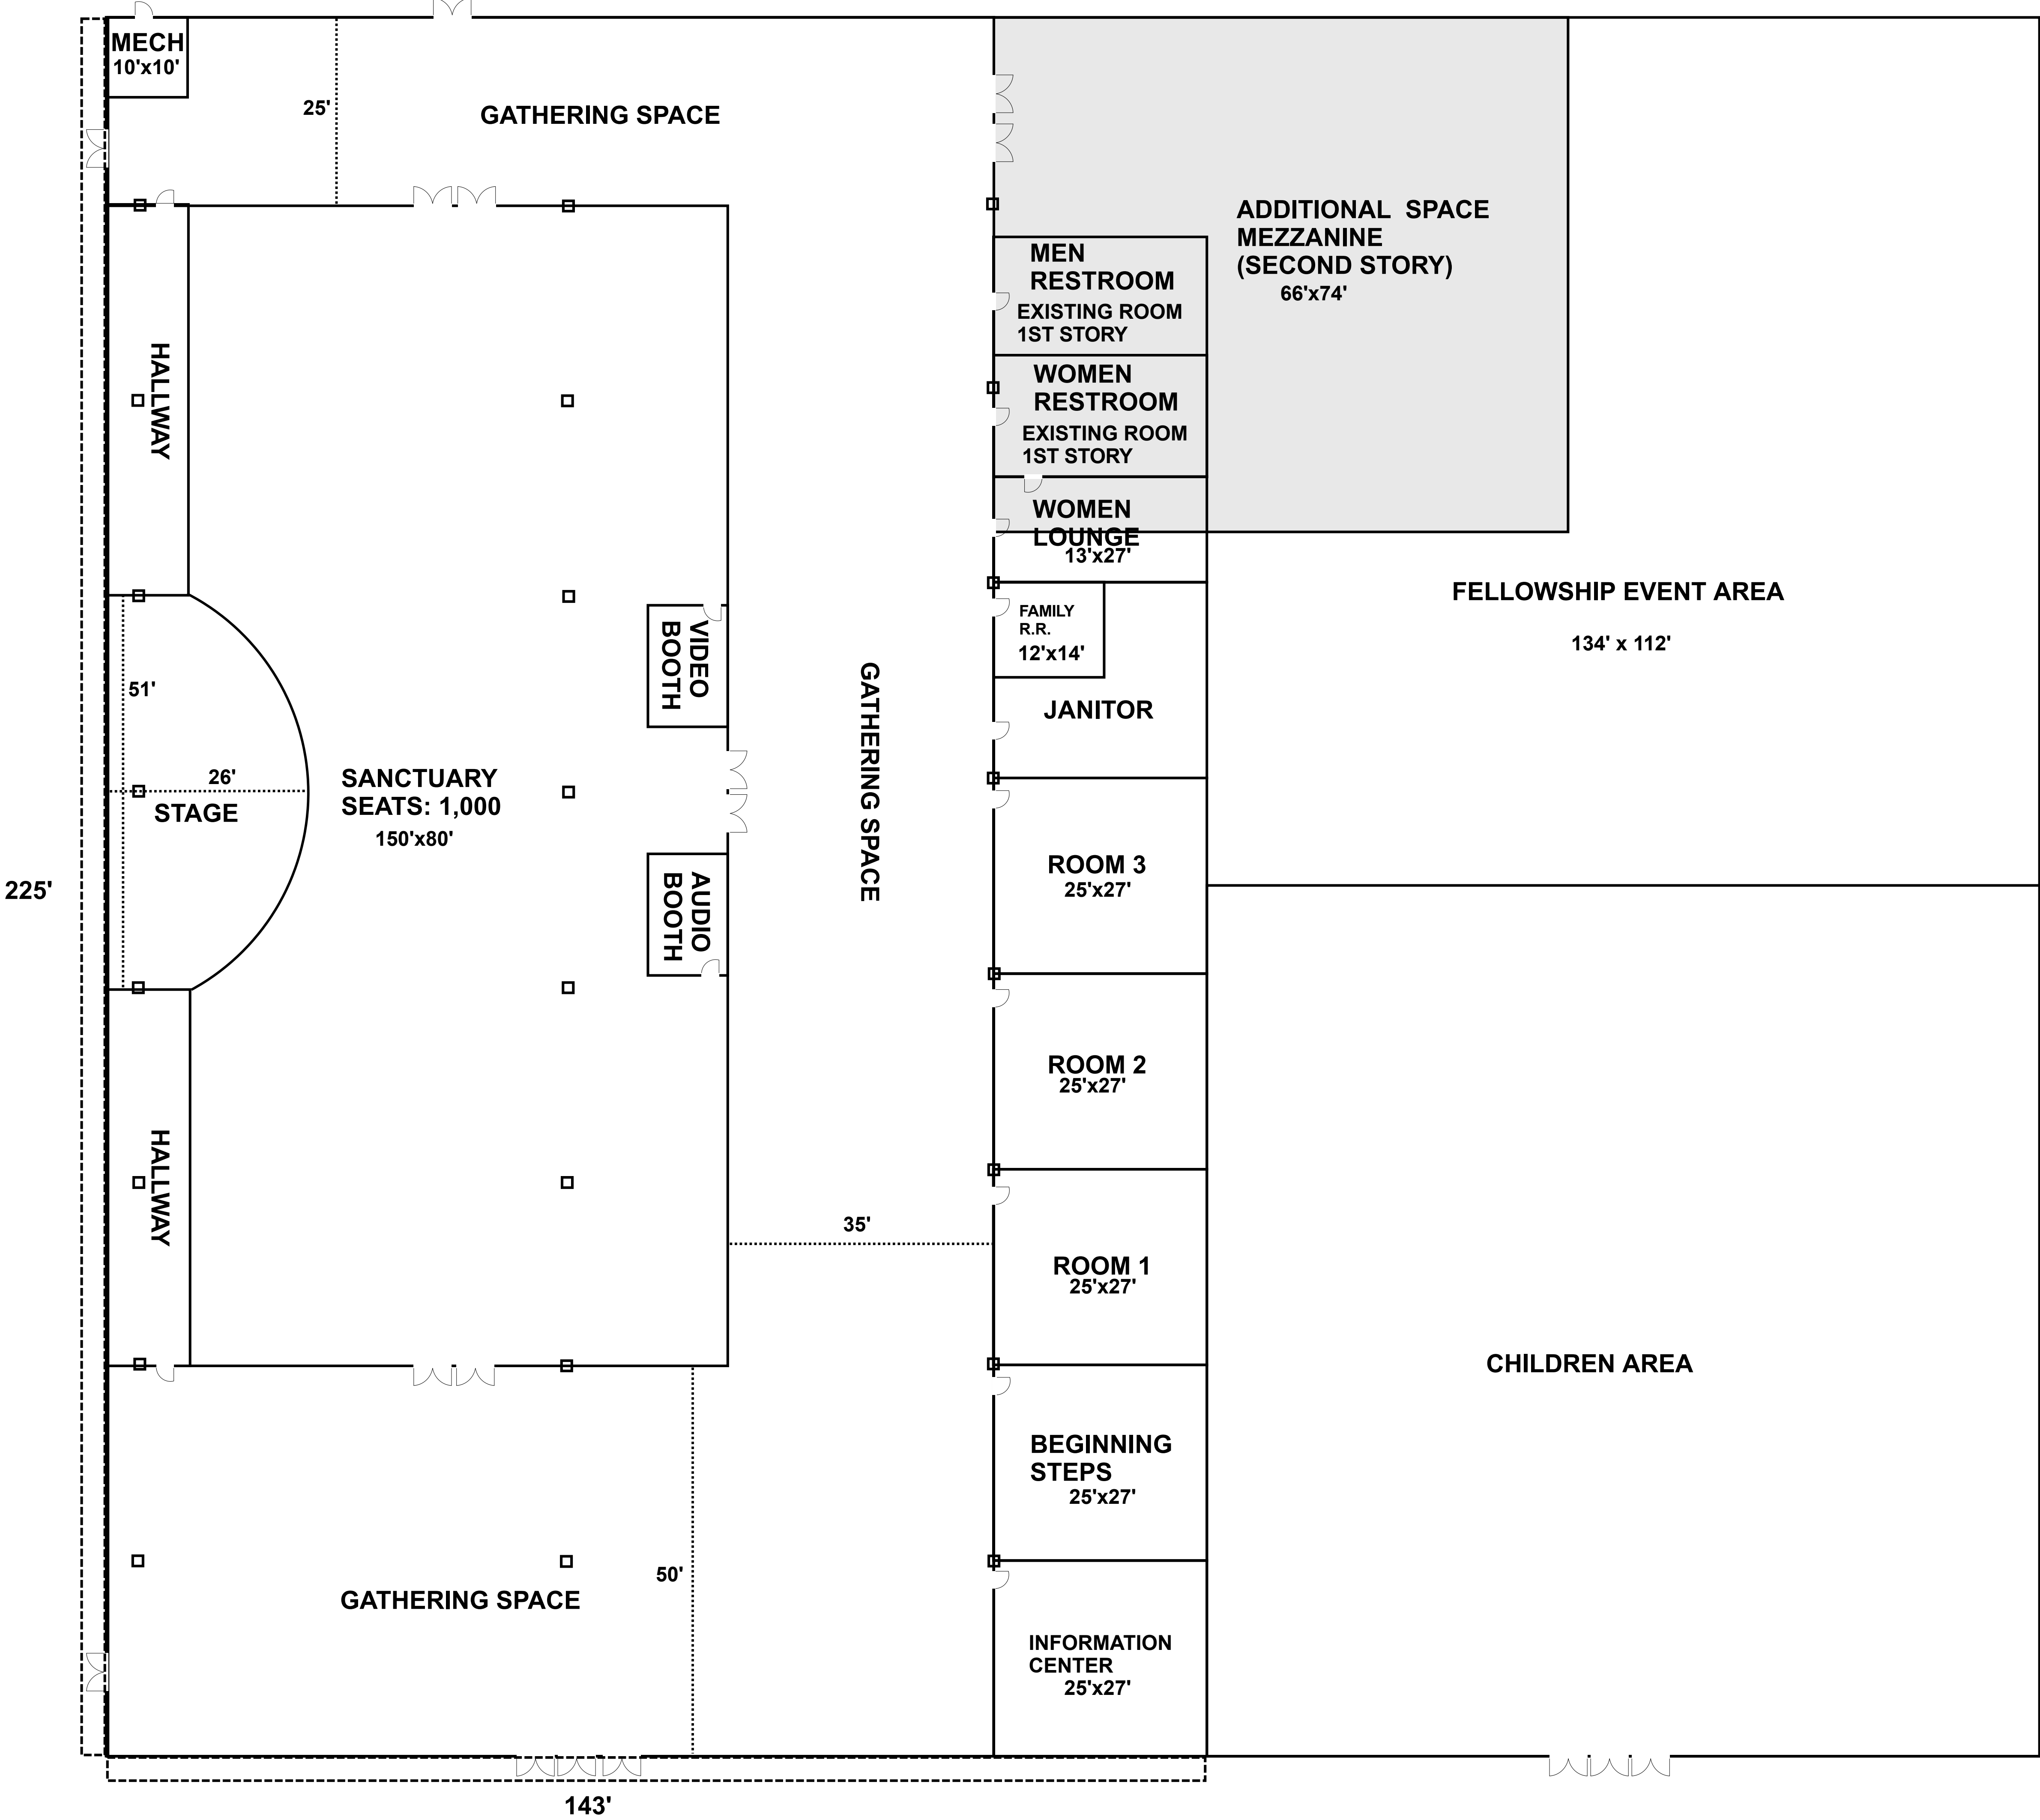 MECH
10'x10'
25'
GATHERING SPACE
ADDITIONAL  SPACE
MEZZANINE
(SECOND STORY)
66'x74'
MEN
RESTROOM
EXISTING ROOM
1ST STORY
WOMEN
RESTROOM
EXISTING ROOM
1ST STORY
WOMEN
LOUNGE
13'x27'
HALLWAY
FAMILY
R.R.
12'x14'
JANITOR
FELLOWSHIP EVENT AREA
134' x 112'
VIDEO
BOOTH
51'
26'
STAGE
SANCTUARY
SEATS: 1,000
150'x80'
GATHERING SPACE
AUDIO
BOOTH
225'
ROOM 3
25'x27'
ROOM 2
25'x27'
HALLWAY
35'
ROOM 1
25'x27'
CHILDREN AREA
BEGINNING
STEPS
25'x27'
50'
GATHERING SPACE
INFORMATION
CENTER
25'x27'
143'